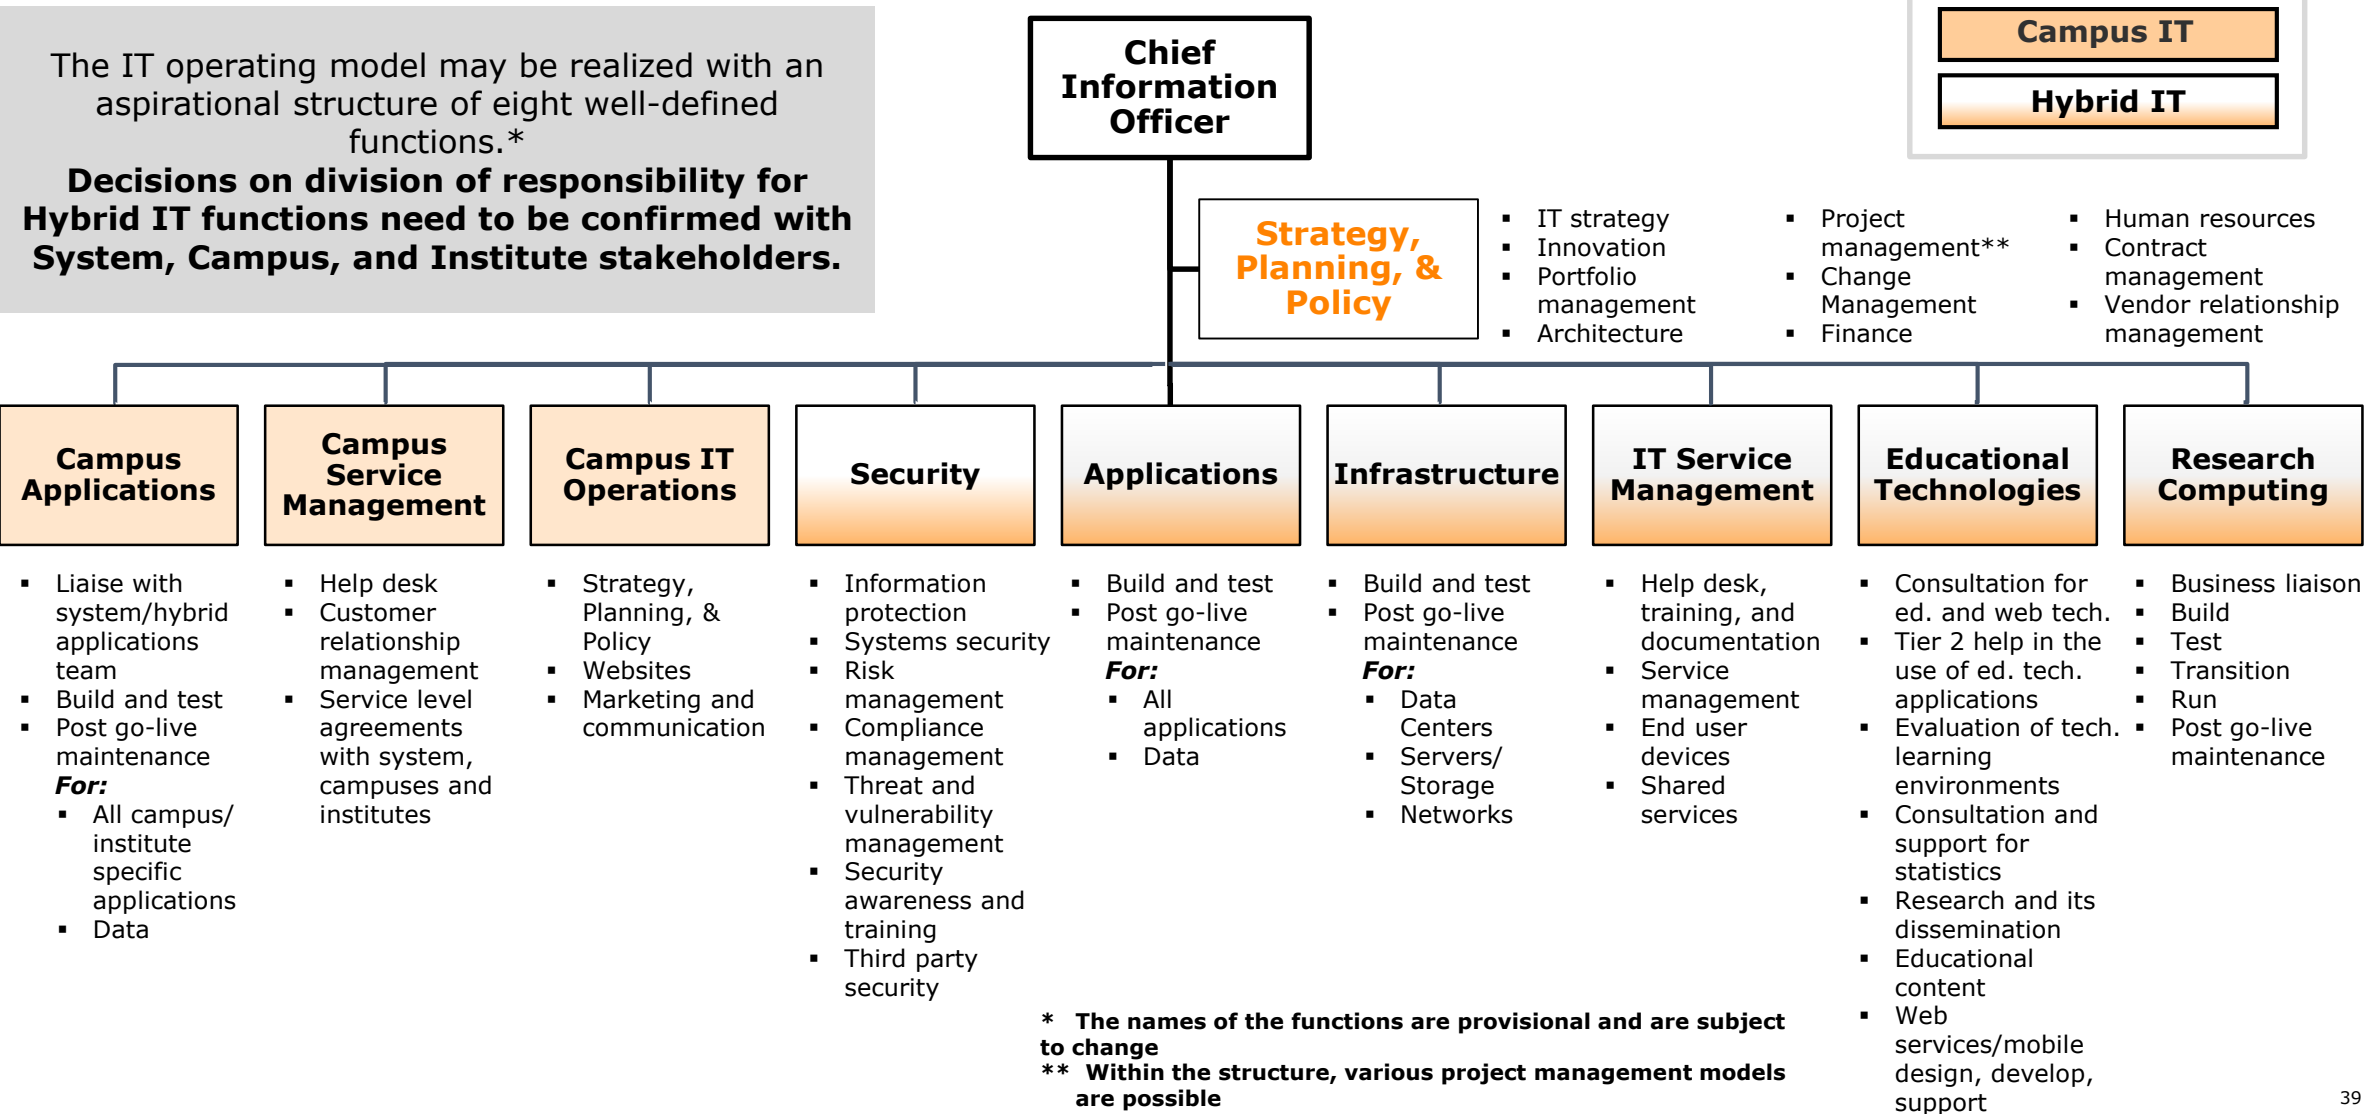 The IT operating model may be realized with an
aspirational structure of eight well-defined
functions.*
Decisions on division of responsibility for
Hybrid IT functions need to be confirmed with
System, Campus, and Institute stakeholders.
Chief
Information
Officer
Campus IT
Hybrid IT
Strategy,
Planning, &
Policy
▪ IT strategy
▪ Innovation
▪ Portfolio
management
▪ Architecture
▪ Project
management**
▪ Change
Management
▪ Finance
▪ Human resources
▪ Contract
management
▪ Vendor relationship
management
Campus
Applications
Campus
Service
Management
Campus IT
Operations
Security
Applications
Infrastructure
IT Service
Management
Educational
Technologies
Research
Computing
▪ Liaise with
system/hybrid
applications
team
▪ Build and test
▪ Post go-live
maintenance
For:
▪ All campus/
institute
specific
applications
▪ Data
▪ Help desk
▪ Customer
relationship
management
▪ Service level
agreements
with system,
campuses and
institutes
▪ Strategy,
Planning, &
Policy
▪ Websites
▪ Marketing and
communication
▪ Information
protection
▪ Systems security
▪ Risk
management
▪ Compliance
management
▪ Threat and
vulnerability
management
▪ Security
awareness and
training
▪ Third party
security
▪ Build and test
▪ Post go-live
maintenance
For:
▪ All
applications
▪ Data
▪ Build and test
▪ Post go-live
maintenance
For:
▪ Data
Centers
▪ Servers/
Storage
▪ Networks
▪ Help desk,
training, and
documentation
▪ Service
management
▪ End user
devices
▪ Shared
services
▪ Consultation for
ed. and web tech.
▪ Tier 2 help in the
use of ed. tech.
applications
▪ Evaluation of tech.
learning
environments
▪ Consultation and
support for
statistics
▪ Research and its
dissemination
▪ Educational
content
▪ Web
services/mobile
design, develop,
support
▪ Business liaison
▪ Build
▪ Test
▪ Transition
▪ Run
▪ Post go-live
maintenance
* The names of the functions are provisional and are subject
to change
** Within the structure, various project management models
are possible
39